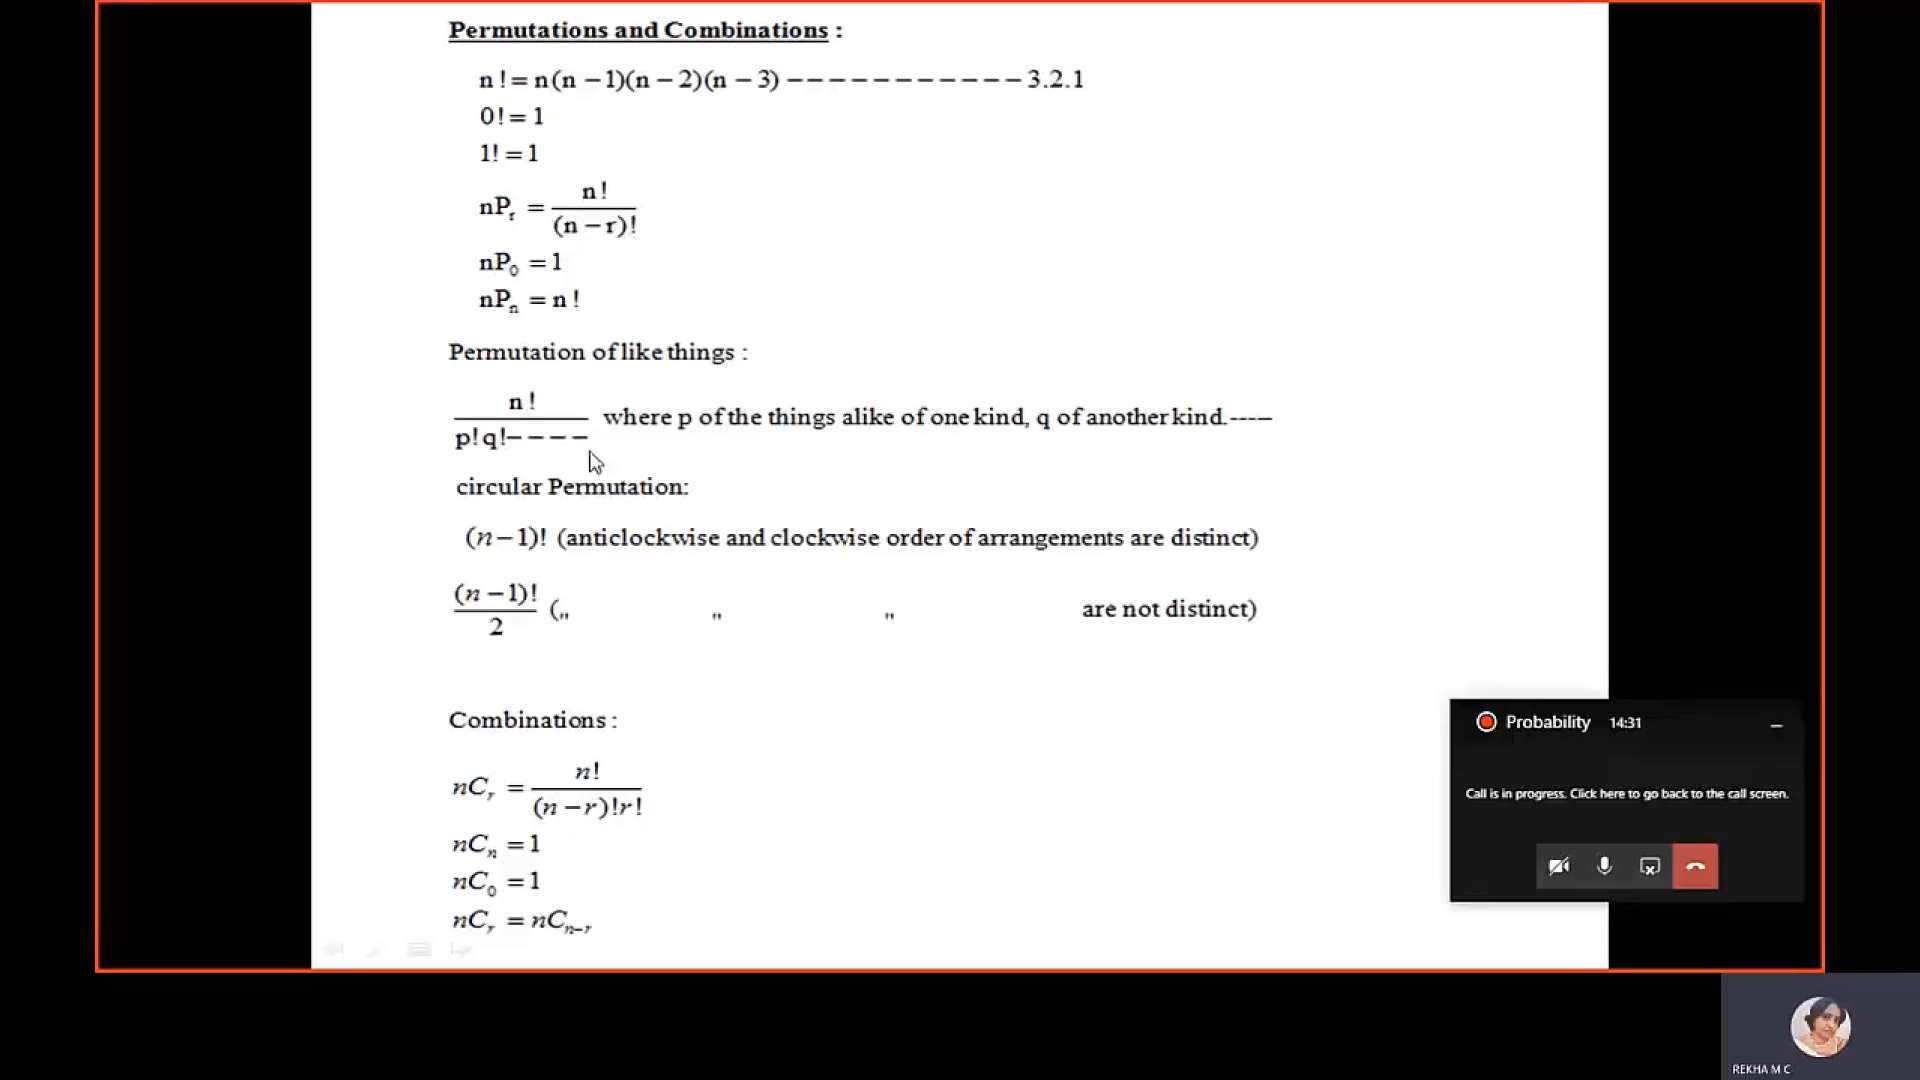 Permutations and Combinations :
n ! = n(n − 1)(n − 2)(n − 3) − − − − − − − − − − − 3.2.1
0! = 1
1! = 1
nPᵣ = n! / (n − r)!
nP₀ = 1
nPₙ = n !
Permutation of like things :
n ! / p! q! − − − − where p of the things alike of one kind, q of another kind.-----
circular Permutation:
(n − 1)! (anticlockwise and clockwise order of arrangements are distinct)
(n − 1)! / 2 (,, " " are not distinct)
Combinations :
nCᵣ = n! / (n − r)! r!
nCₙ = 1
nC₀ = 1
nCᵣ = nCₙ₋ᵣ
Probability 14:31
Call is in progress. Click here to go back to the call screen.
REKHA M C